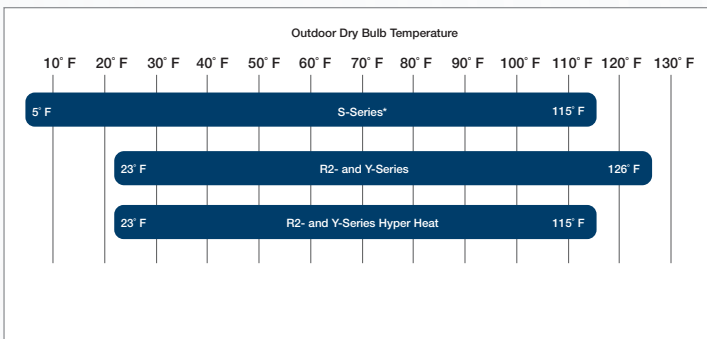 Outdoor Dry Bulb Temperature
10° F 20° F 30° F 40° F 50° F 60° F 70° F 80° F 90° F 100° F 110° F 120° F 130° F
5° F S-Series* 115° F
23° F R2- and Y-Series 126° F
23° F R2- and Y-Series Hyper Heat 115° F